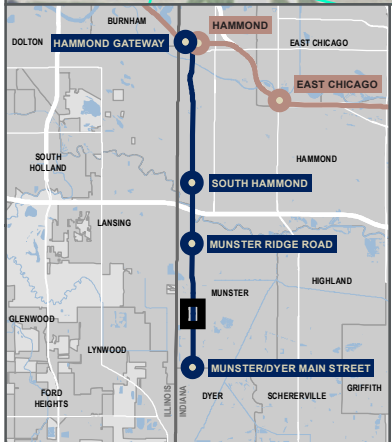 BURNHAM
HAMMOND
DOLTON
HAMMOND GATEWAY
EAST CHICAGO
EAST CHICAGO
SOUTH
HOLLAND
HAMMOND
SOUTH HAMMOND
LANSING
MUNSTER RIDGE ROAD
HIGHLAND
MUNSTER
GLENWOOD
LYNWOOD
MUNSTER/DYER MAIN STREET
FORD
HEIGHTS
ILLINOIS
INDIANA
DYER
SCHERERVILLE
GRIFFITH